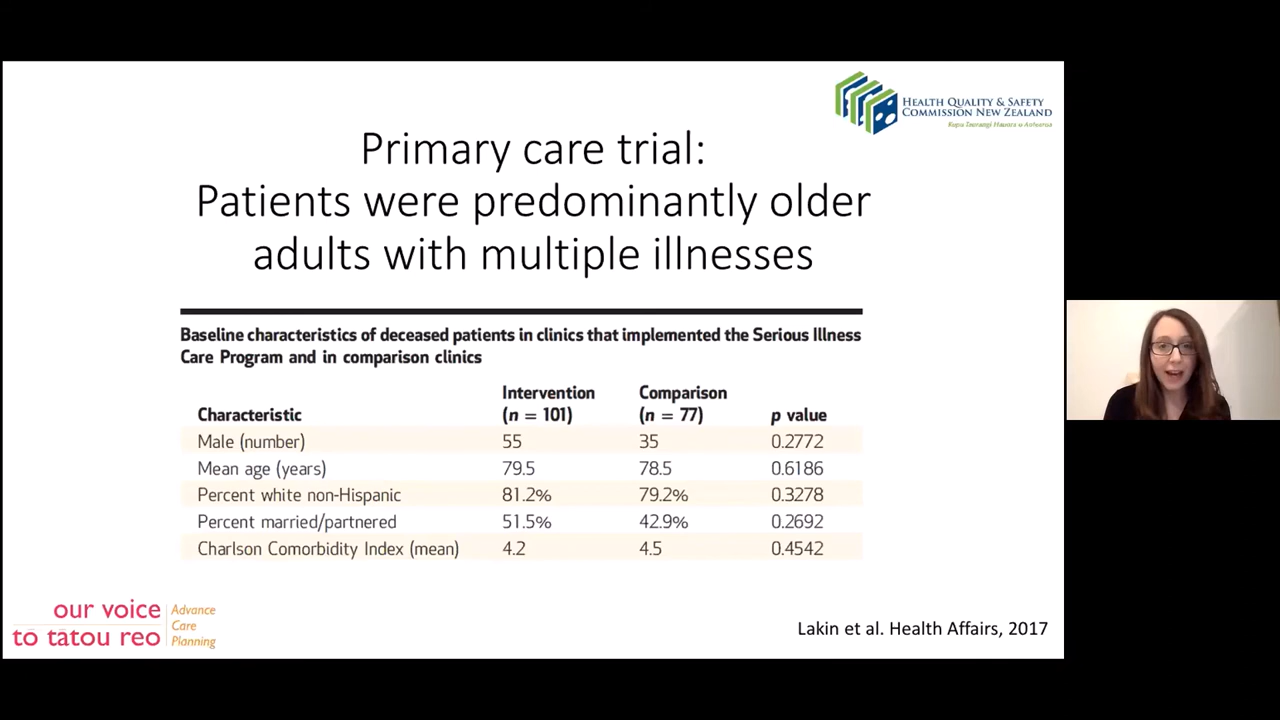 HEALTH QUALITY & SAFETY
COMMISSION NEW ZEALAND
Kupu Taurangi Hauora o Aotearoa
Primary care trial:
Patients were predominantly older
adults with multiple illnesses
Baseline characteristics of deceased patients in clinics that implemented the Serious Illness
Care Program and in comparison clinics
Characteristic Intervention (n = 101) Comparison (n = 77) p value
Male (number) 55 35 0.2772
Mean age (years) 79.5 78.5 0.6186
Percent white non-Hispanic 81.2% 79.2% 0.3278
Percent married/partnered 51.5% 42.9% 0.2692
Charlson Comorbidity Index (mean) 4.2 4.5 0.4542
our voice
to tātou reo
Advance
Care
Planning
Lakin et al. Health Affairs, 2017